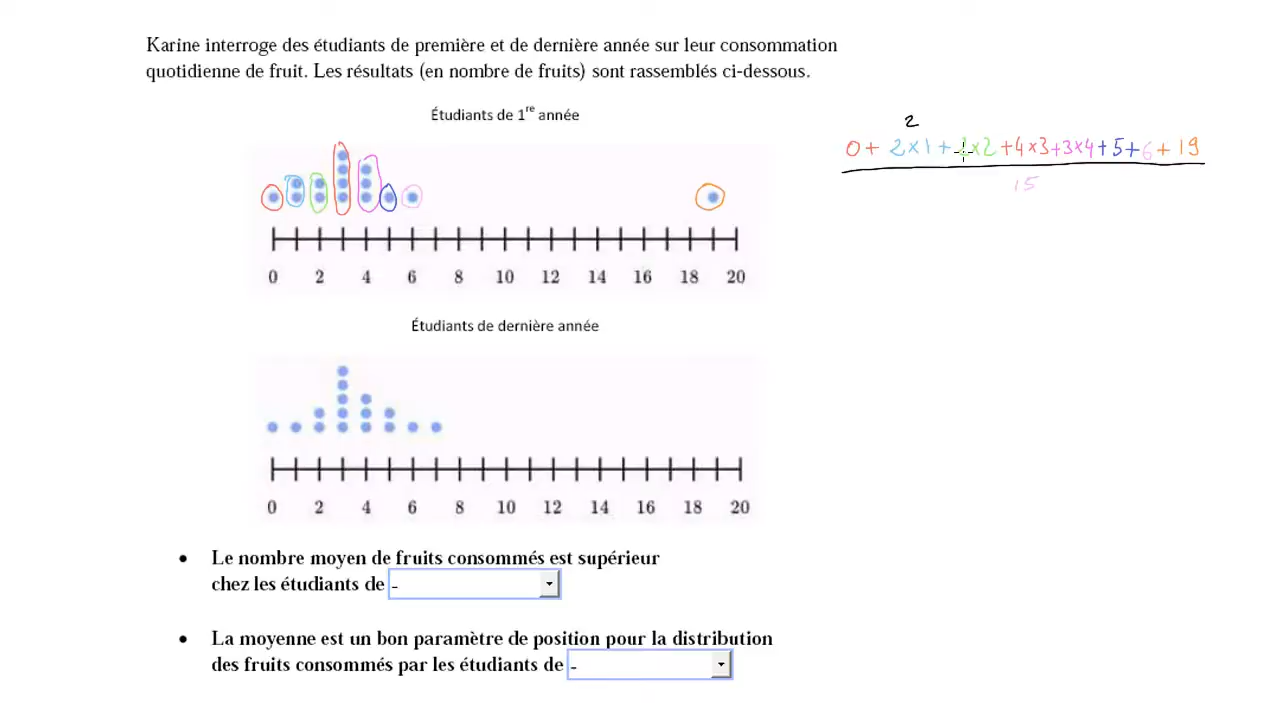 Karine interroge des étudiants de première et de dernière année sur leur consommation
quotidienne de fruit. Les résultats (en nombre de fruits) sont rassemblés ci-dessous.
Étudiants de 1re année
2
0 + 2×1 + 2×2 + 4×3 + 3×4 + 5 + 6 + 19
15
0 2 4 6 8 10 12 14 16 18 20
Étudiants de dernière année
0 2 4 6 8 10 12 14 16 18 20
• Le nombre moyen de fruits consommés est supérieur
chez les étudiants de -
• La moyenne est un bon paramètre de position pour la distribution
des fruits consommés par les étudiants de -